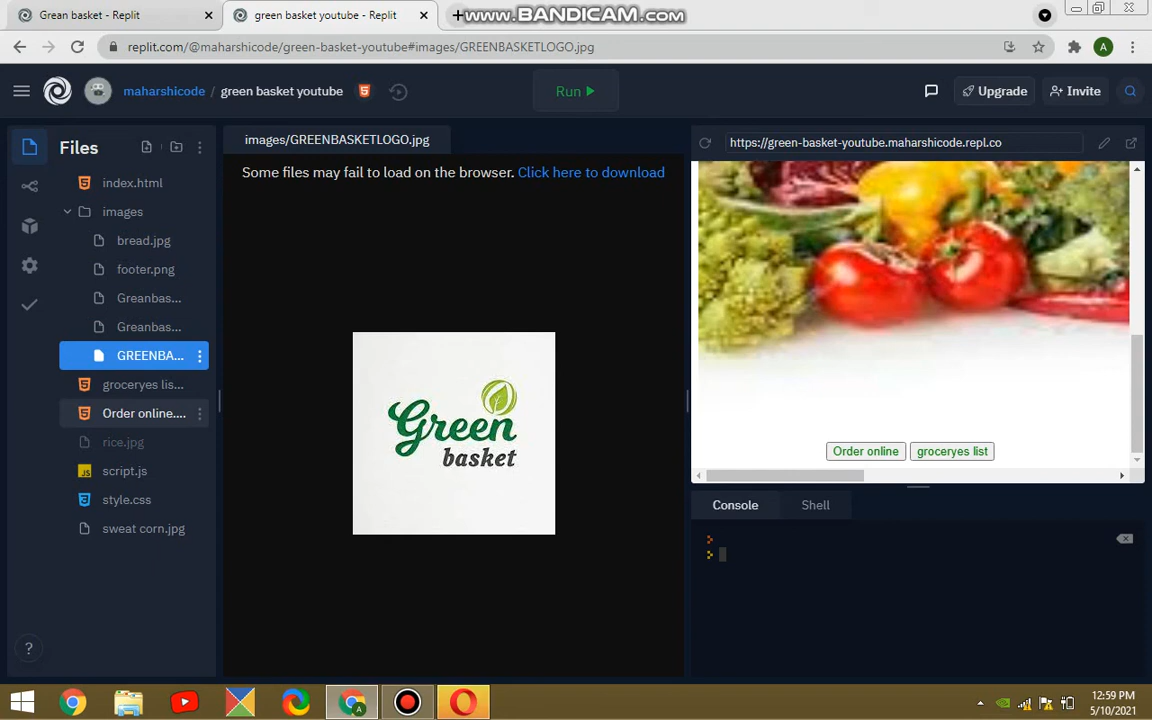 Grean basket - Replit
green basket youtube - Replit
www.BANDICAM.com
replit.com/@maharshicode/green-basket-youtube#images/GREENBASKETLOGO.jpg
A
maharshicode / green basket youtube
Run
Upgrade
Invite
Files
index.html
images
bread.jpg
footer.png
Greanbas...
Greanbas...
GREENBA...
groceryes lis...
Order online....
rice.jpg
JS
script.js
style.css
sweat corn.jpg
?
images/GREENBASKETLOGO.jpg
Some files may fail to load on the browser. Click here to download
Green
basket
https://green-basket-youtube.maharshicode.repl.co
Order online
groceryes list
Console
Shell
A
12:59 PM
5/10/2021